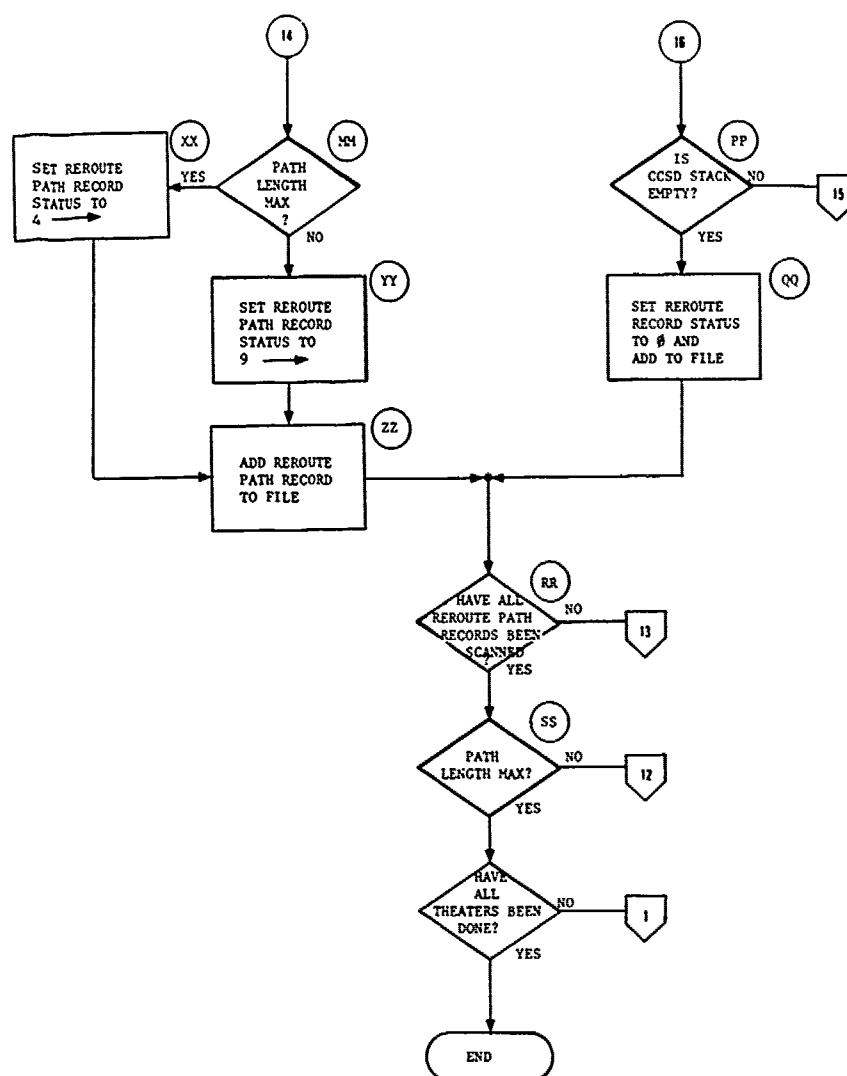 14
16
XX
MM
PP
SET REROUTE
PATH RECORD
STATUS TO
4
YES
PATH
LENGTH
MAX
?
NO
IS
CCSD STACK
EMPTY?
NO
15
YES
YY
QQ
SET REROUTE
PATH RECORD
STATUS TO
9
SET REROUTE
RECORD STATUS
TO Ø AND
ADD TO FILE
ZZ
ADD REROUTE
PATH RECORD
TO FILE
RR
HAVE ALL
REROUTE PATH
RECORDS BEEN
SCANNED
?
NO
13
YES
SS
PATH
LENGTH MAX?
NO
12
YES
HAVE
ALL
THEATERS BEEN
DONE?
NO
1
YES
END